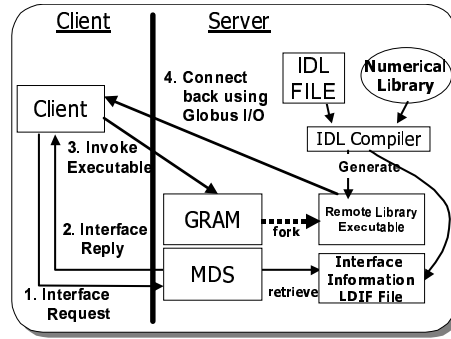 Client
Server
4. Connect
back using
Globus I/O
IDL
FILE
Numerical
Library
Client
IDL Compiler
3. Invoke
Executable
Generate
GRAM
fork
Remote Library
Executable
2. Interface
Reply
MDS
retrieve
Interface
Information
LDIF File
1. Interface
Request